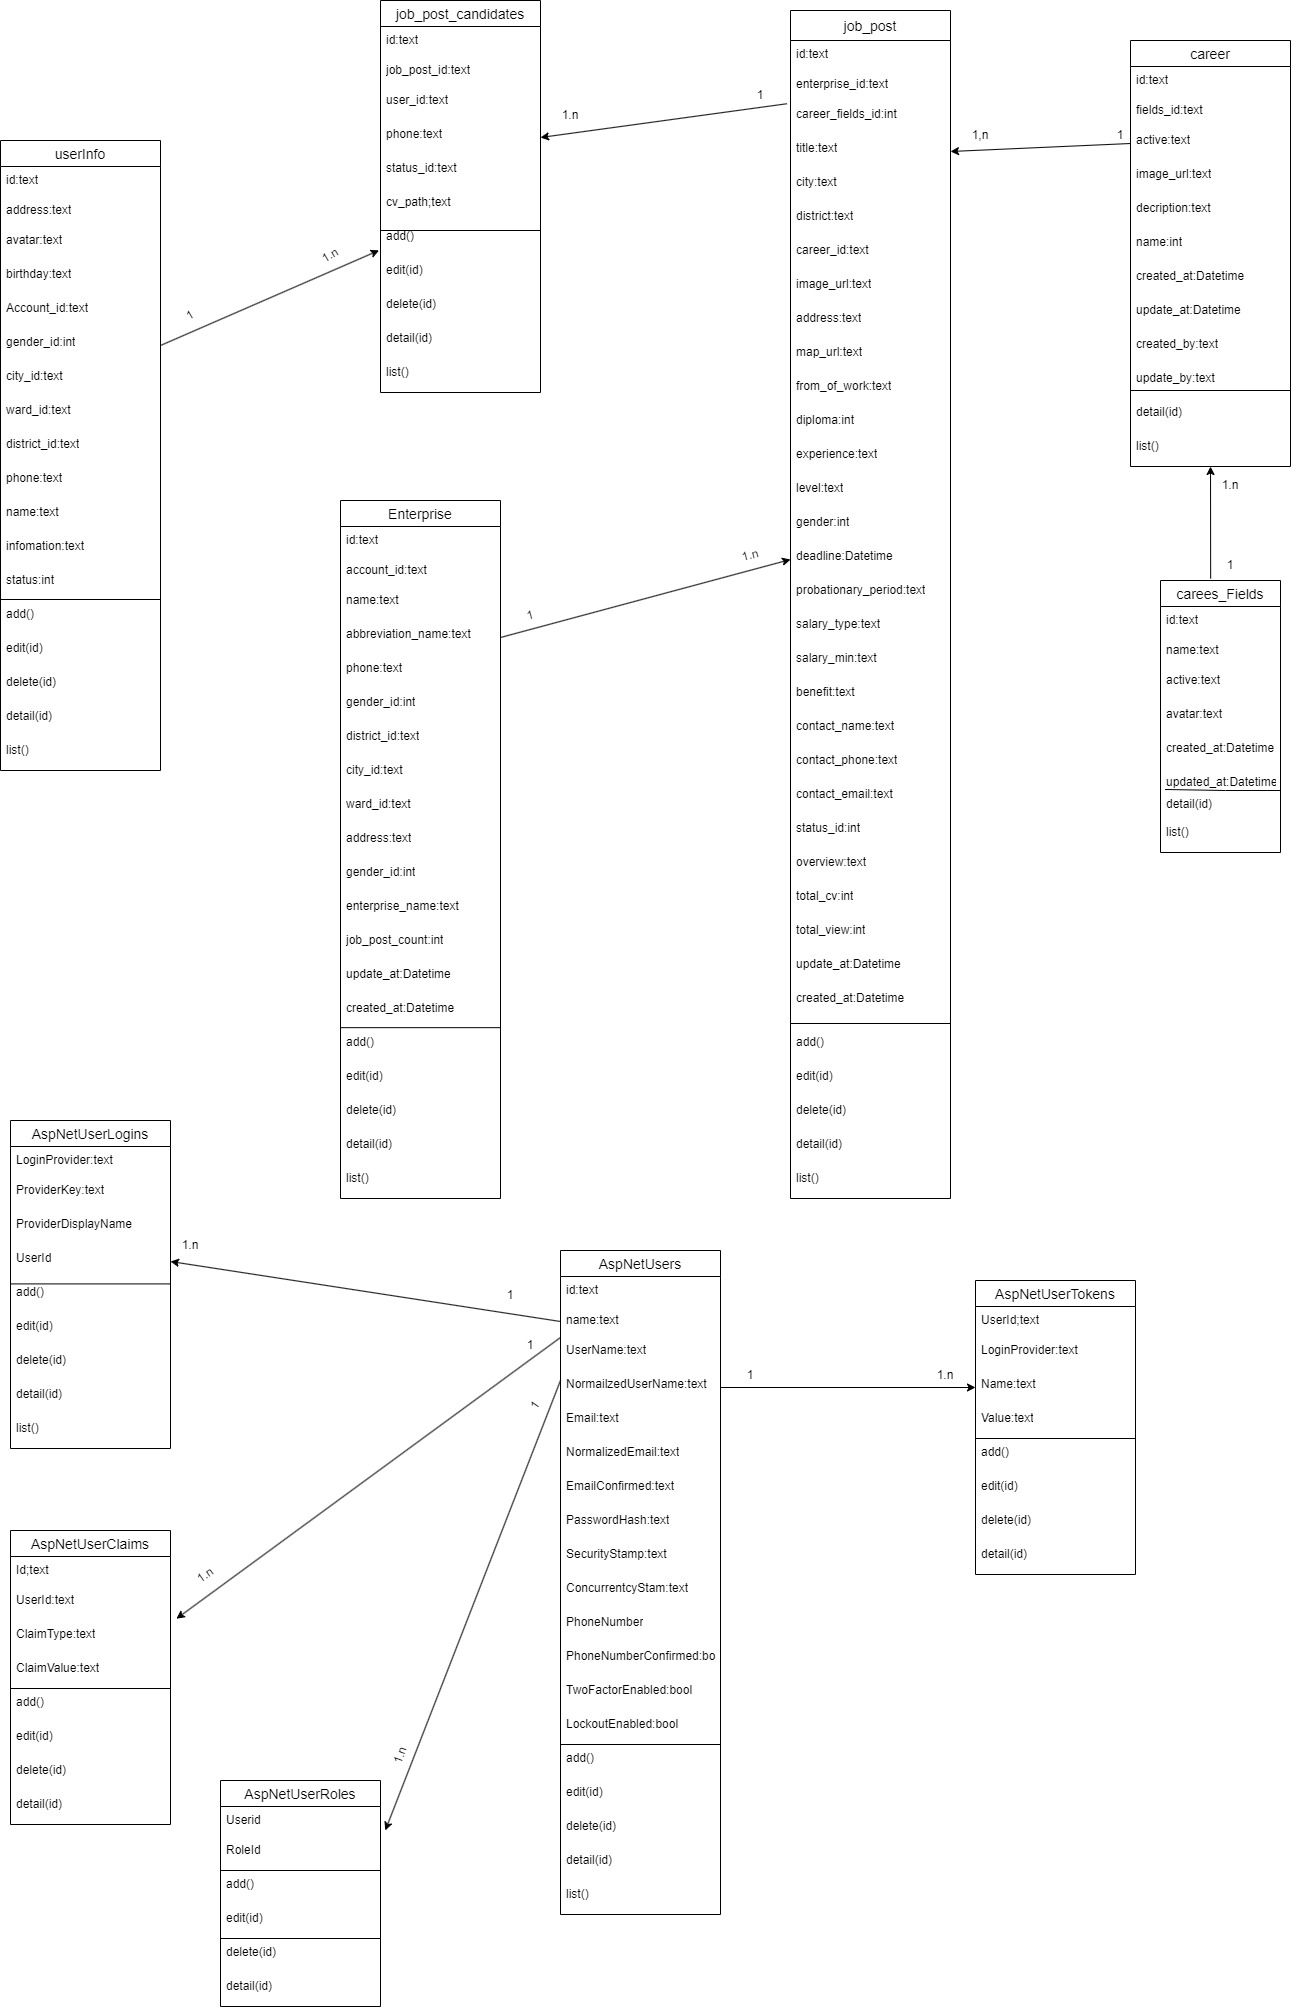 job_post_candidates
id:text
job_post_id:text
user_id:text
phone:text
status_id:text
cv_path;text
add()
edit(id)
delete(id)
detail(id)
list()
job_post
id:text
enterprise_id:text
career_fields_id:int
title:text
city:text
district:text
career_id:text
image_url:text
address:text
map_url:text
from_of_work:text
diploma:int
experience:text
level:text
gender:int
deadline:Datetime
probationary_period:text
salary_type:text
salary_min:text
benefit:text
contact_name:text
contact_phone:text
contact_email:text
status_id:int
overview:text
total_cv:int
total_view:int
update_at:Datetime
created_at:Datetime
add()
edit(id)
delete(id)
detail(id)
list()
career
id:text
fields_id:text
active:text
image_url:text
decription:text
name:int
created_at:Datetime
update_at:Datetime
created_by:text
update_by:text
detail(id)
list()
1
1.n
1
1,n
userInfo
id:text
address:text
avatar:text
birthday:text
Account_id:text
gender_id:int
city_id:text
ward_id:text
district_id:text
phone:text
name:text
infomation:text
status:int
add()
edit(id)
delete(id)
detail(id)
list()
1
1.n
Enterprise
id:text
account_id:text
name:text
abbreviation_name:text
phone:text
gender_id:int
district_id:text
city_id:text
ward_id:text
address:text
gender_id:int
enterprise_name:text
job_post_count:int
update_at:Datetime
created_at:Datetime
add()
edit(id)
delete(id)
detail(id)
list()
1
1.n
1.n
1
carees_Fields
id:text
name:text
active:text
avatar:text
created_at:Datetime
updated_at:Datetime
detail(id)
list()
AspNetUserLogins
LoginProvider:text
ProviderKey:text
ProviderDisplayName
UserId
add()
edit(id)
delete(id)
detail(id)
list()
1.n
1
AspNetUsers
id:text
name:text
UserName:text
NormailzedUserName:text
Email:text
NormalizedEmail:text
EmailConfirmed:text
PasswordHash:text
SecurityStamp:text
ConcurrentcyStam:text
PhoneNumber
PhoneNumberConfirmed:bo
TwoFactorEnabled:bool
LockoutEnabled:bool
add()
edit(id)
delete(id)
detail(id)
list()
1
1.n
AspNetUserTokens
UserId;text
LoginProvider:text
Name:text
Value:text
add()
edit(id)
delete(id)
detail(id)
1
1.n
AspNetUserClaims
Id;text
UserId:text
ClaimType:text
ClaimValue:text
add()
edit(id)
delete(id)
detail(id)
1
1.n
AspNetUserRoles
Userid
RoleId
add()
edit(id)
delete(id)
detail(id)